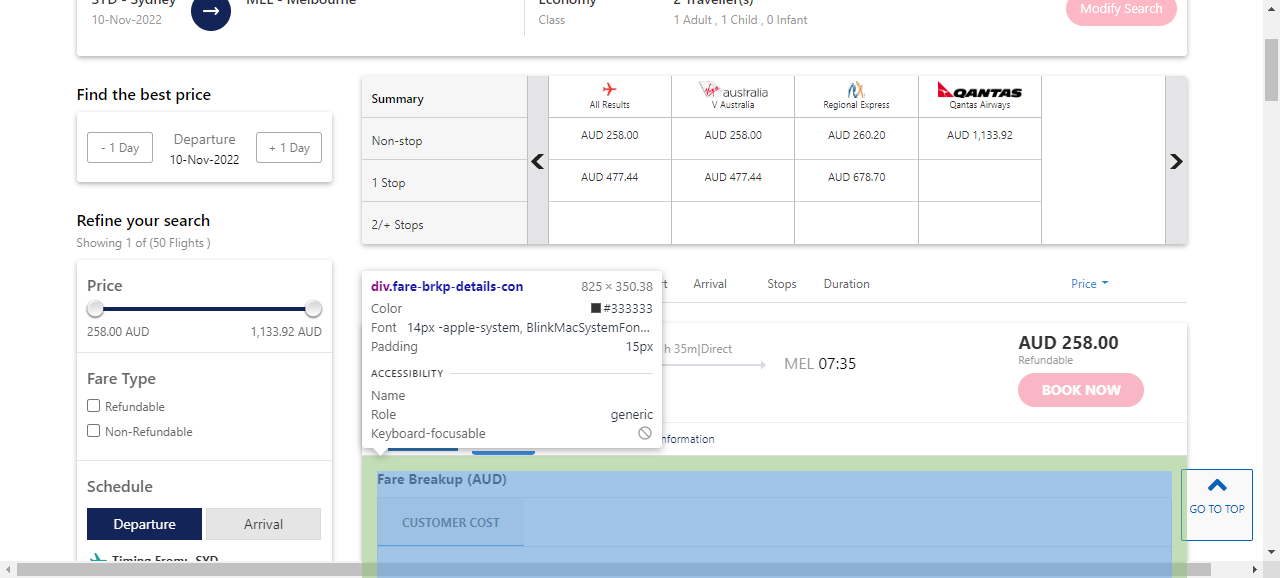 SYD - Sydney
MEL - Melbourne
Economy
2 Traveller(s)
10-Nov-2022
Class
1 Adult , 1 Child , 0 Infant
Modify Search
Find the best price
- 1 Day
Departure
10-Nov-2022
+ 1 Day
Summary
All Results
Virgin australia
V Australia
Regional Express
QANTAS
Qantas Airways
Non-stop
AUD 258.00
AUD 258.00
AUD 260.20
AUD 1,133.92
1 Stop
AUD 477.44
AUD 477.44
AUD 678.70
2/+ Stops
Refine your search
Showing 1 of (50 Flights )
Price
258.00 AUD
1,133.92 AUD
Fare Type
Refundable
Non-Refundable
Schedule
Departure
Arrival
Timing From: SYD
Arrival
Stops
Duration
Price
div.fare-brkp-details-con
825 × 350.38
Color
#333333
Font
14px -apple-system, BlinkMacSystemFon...
Padding
15px
ACCESSIBILITY
Name
Role
generic
Keyboard-focusable
h 35m|Direct
MEL 07:35
AUD 258.00
Refundable
BOOK NOW
nformation
Fare Breakup (AUD)
CUSTOMER COST
GO TO TOP